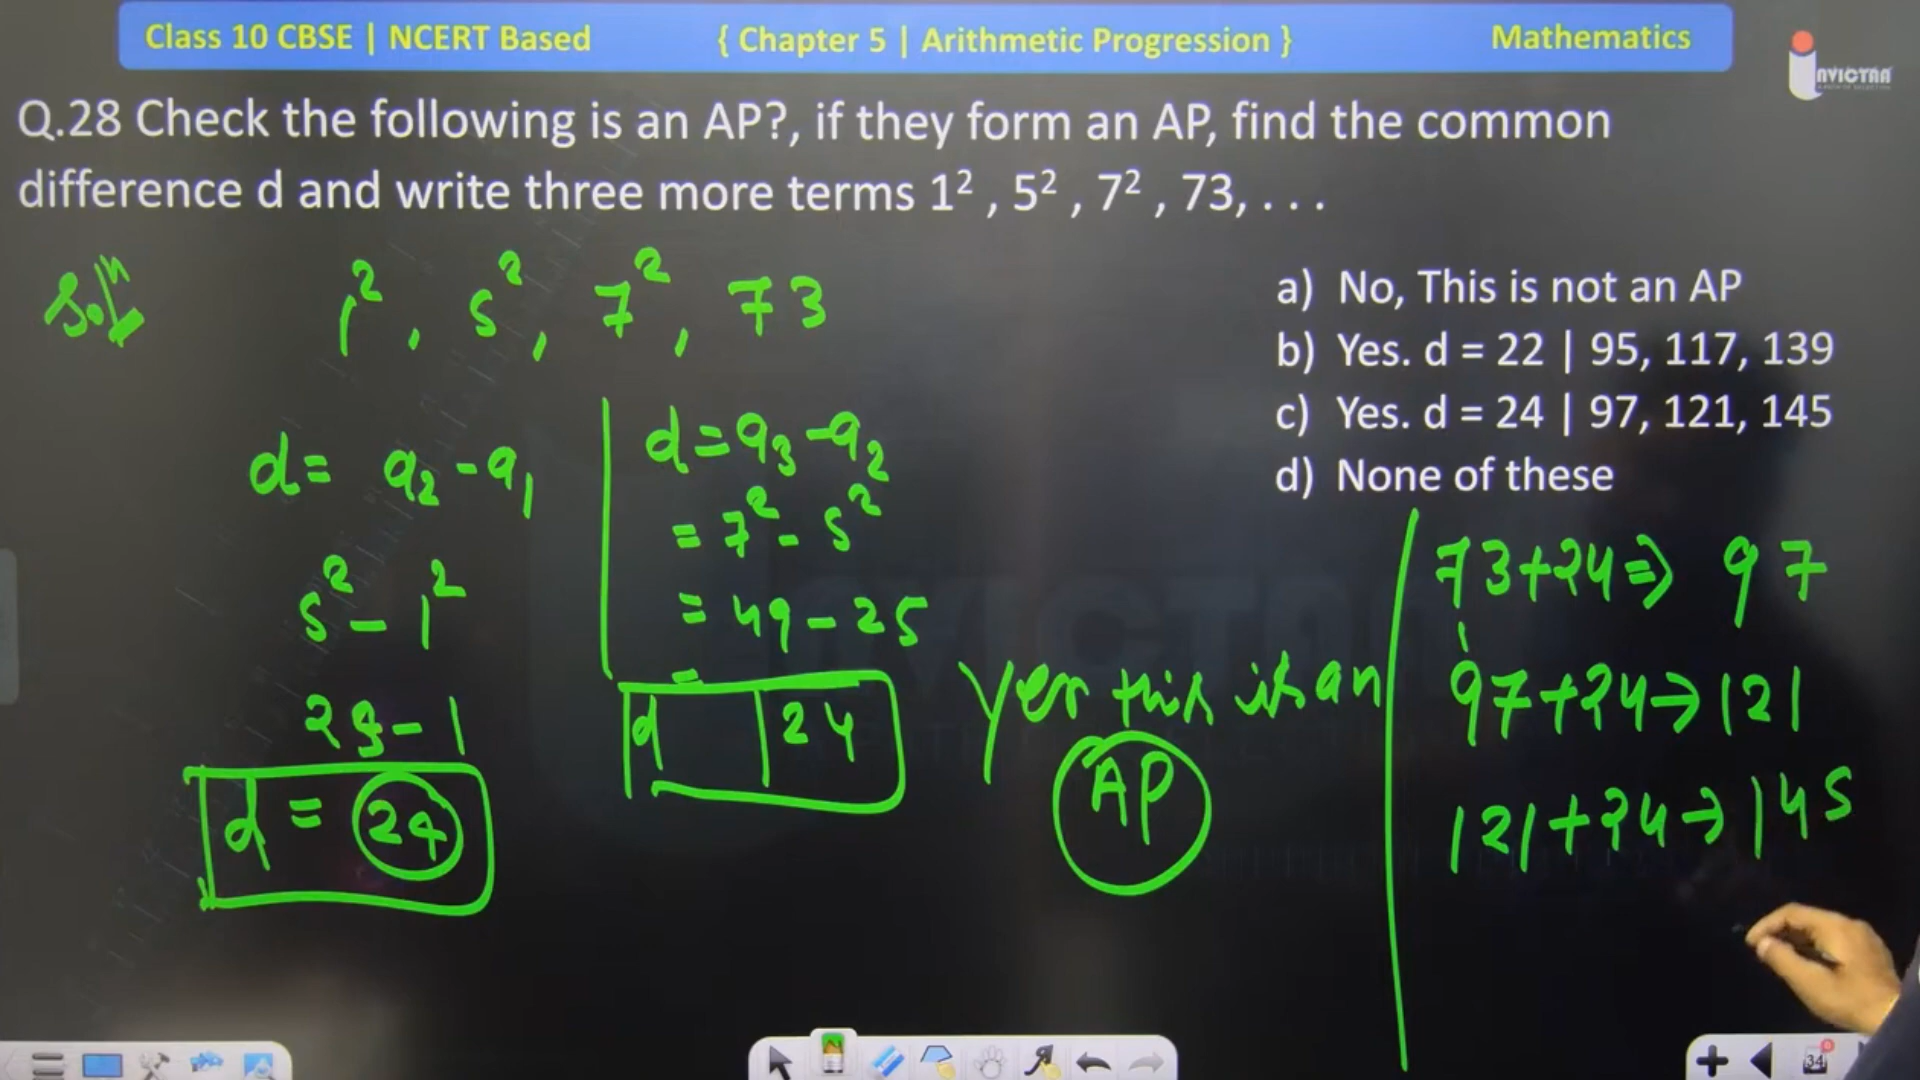 Class 10 CBSE | NCERT Based { Chapter 5 | Arithmetic Progression } Mathematics
INVICTAA
Q.28 Check the following is an AP?, if they form an AP, find the common
difference d and write three more terms 1² , 5² , 7² , 73, . . .
Solⁿ 1² , 5² , 7² , 73
a) No, This is not an AP
b) Yes. d = 22 | 95, 117, 139
c) Yes. d = 24 | 97, 121, 145
d) None of these
d = a₂ - a₁
5² - 1²
25 - 1
d = 24
d = a₃ - a₂
= 7² - 5²
= 49 - 25
=
d 24
Yes this is an
AP
73+24 ⇒ 97
97+24 → 121
121+24 → 145
34